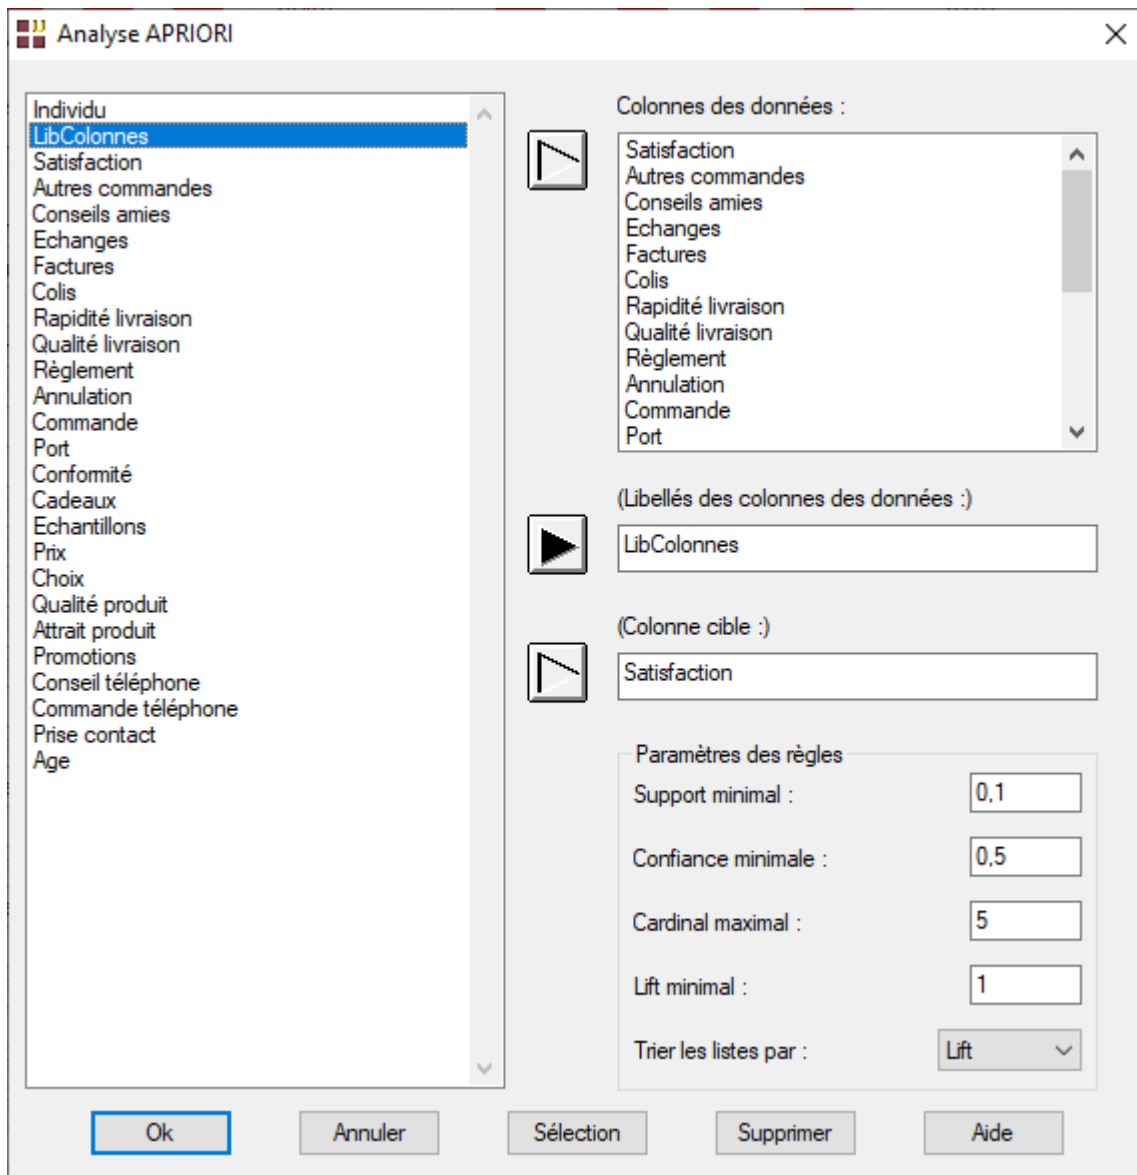 Analyse APRIORI
Individu
LibColonnes
Satisfaction
Autres commandes
Conseils amies
Echanges
Factures
Colis
Rapidité livraison
Qualité livraison
Règlement
Annulation
Commande
Port
Conformité
Cadeaux
Echantillons
Prix
Choix
Qualité produit
Attrait produit
Promotions
Conseil téléphone
Commande téléphone
Prise contact
Age
Colonnes des données :
Satisfaction
Autres commandes
Conseils amies
Echanges
Factures
Colis
Rapidité livraison
Qualité livraison
Règlement
Annulation
Commande
Port
(Libellés des colonnes des données :)
LibColonnes
(Colonne cible :)
Satisfaction
Paramètres des règles
Support minimal : 0,1
Confiance minimale : 0,5
Cardinal maximal : 5
Lift minimal : 1
Trier les listes par : Lift
Ok Annuler Sélection Supprimer Aide